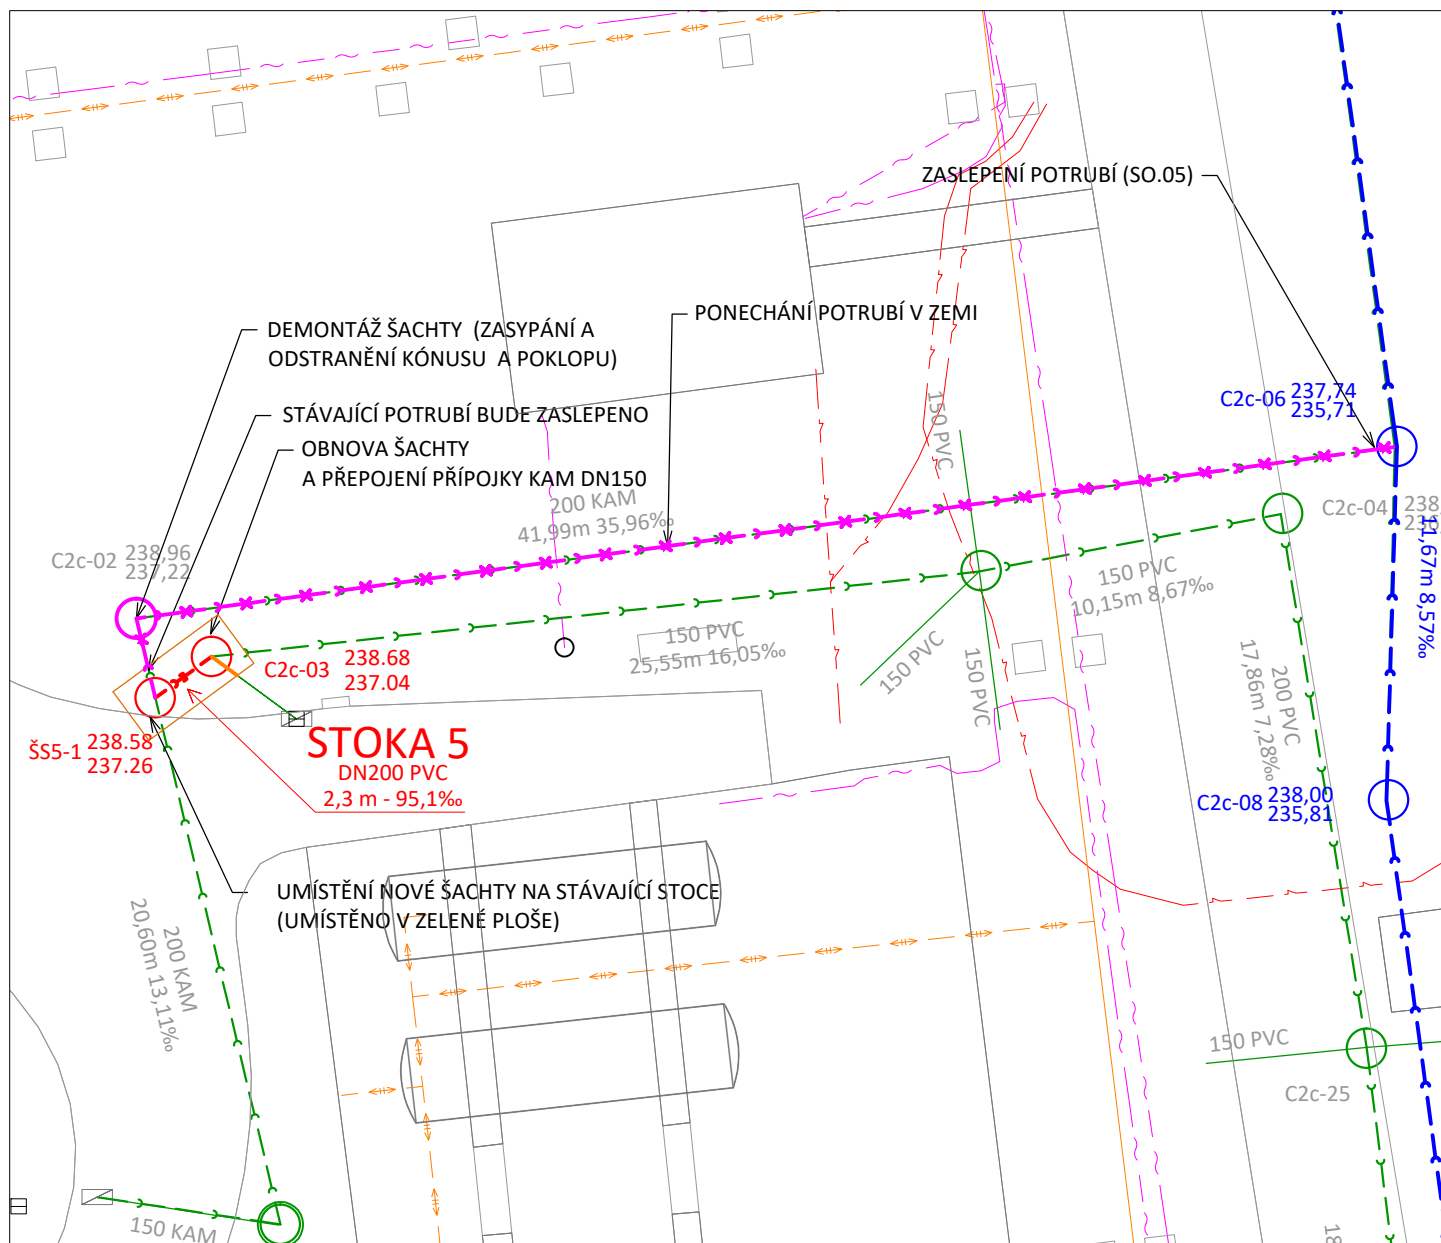 ZASLEPENÍ POTRUBÍ (SO.05)
DEMONTÁŽ ŠACHTY (ZASYPÁNÍ A
ODSTRANĚNÍ KÓNUSU A POKLOPU)
PONECHÁNÍ POTRUBÍ V ZEMI
STÁVAJÍCÍ POTRUBÍ BUDE ZASLEPENO
OBNOVA ŠACHTY
A PŘEPOJENÍ PŘÍPOJKY KAM DN150
150 PVC
C2c-06 237,74
235,71
200 KAM
41,99m 35,96‰
C2c-04 238,
11,67m 8,57‰
C2c-02 238,96
237,22
150 PVC
10,15m 8,67‰
150 PVC
25,55m 16,05‰
C2c-03 238.68
237.04
150 PVC
150 PVC
200 PVC
17,86m 7,28‰
ŠS5-1 238.58
237.26
STOKA 5
DN200 PVC
2,3 m - 95,1‰
C2c-08 238,00
235,81
UMÍSTĚNÍ NOVÉ ŠACHTY NA STÁVAJÍCÍ STOCE
(UMÍSTĚNO V ZELENÉ PLOŠE)
200 KAM
20,60m 13,11‰
150 PVC
C2c-25
150 KAM
18